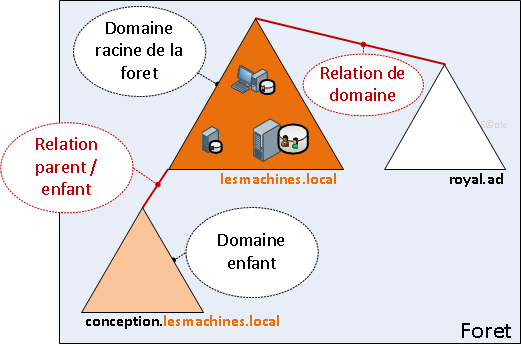 Domaine
racine de la
foret
Relation de
domaine
Relation
parent /
enfant
lesmachines.local
royal.ad
Domaine
enfant
conception.lesmachines.local
Foret